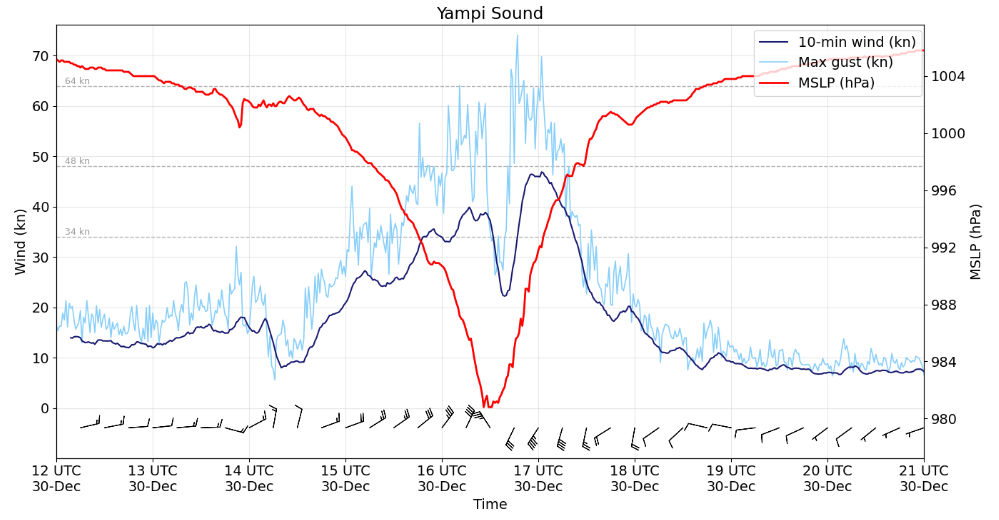 Yampi Sound
10-min wind (kn)
Max gust (kn)
MSLP (hPa)
64 kn
48 kn
34 kn
70
60
50
40
30
20
10
0
Wind (kn)
1004
1000
996
992
988
984
980
MSLP (hPa)
12 UTC 13 UTC 14 UTC 15 UTC 16 UTC 17 UTC 18 UTC 19 UTC 20 UTC 21 UTC
30-Dec 30-Dec 30-Dec 30-Dec 30-Dec 30-Dec 30-Dec 30-Dec 30-Dec 30-Dec
Time